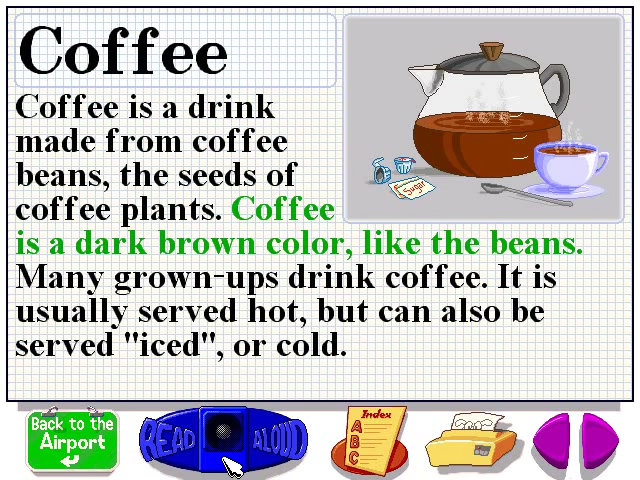 Coffee
Coffee is a drink
made from coffee
beans, the seeds of
coffee plants. Coffee
is a dark brown color, like the beans.
Many grown-ups drink coffee. It is
usually served hot, but can also be
served "iced", or cold.
Sugar
Back to the
Airport
READ ALOUD
Index
A
B
C